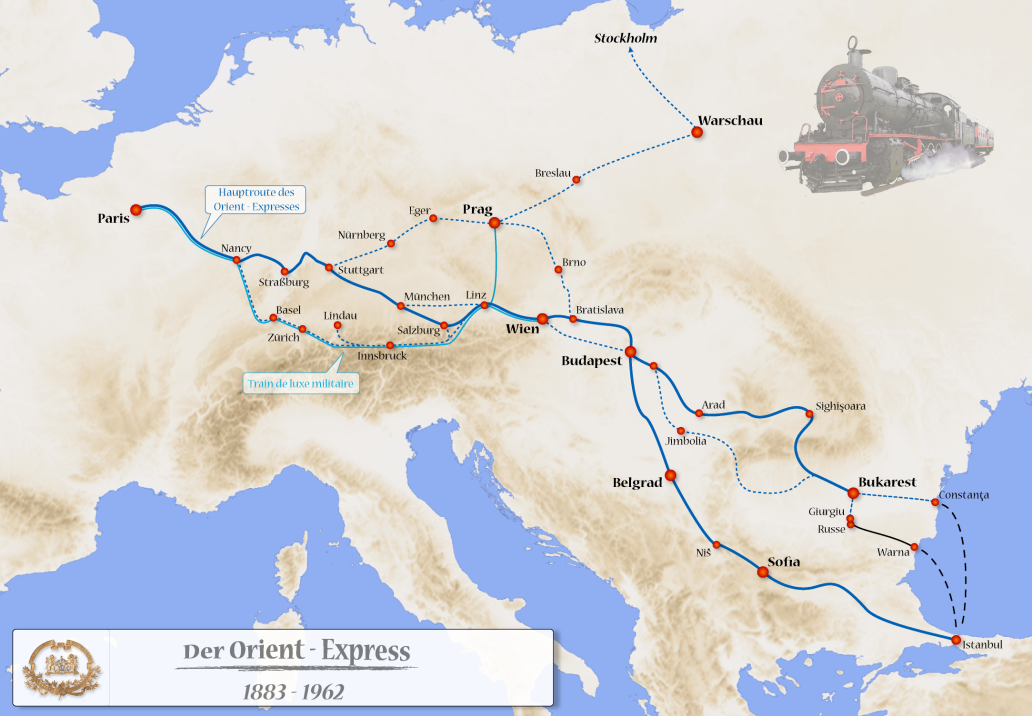 Stockholm
Warschau
Breslau
Hauptroute des
Orient - Expresses
Paris
Eger
Prag
Nürnberg
Nancy
Stuttgart
Straßburg
Brno
München
Linz
Basel
Lindau
Zürich
Salzburg
Innsbruck
Wien
Bratislava
Budapest
Train de luxe militaire
Arad
Sighişoara
Jimbolia
Belgrad
Bukarest
Constanţa
Giurgiu
Russe
Warna
Niš
Sofia
Istanbul
Der Orient - Express
1883 - 1962